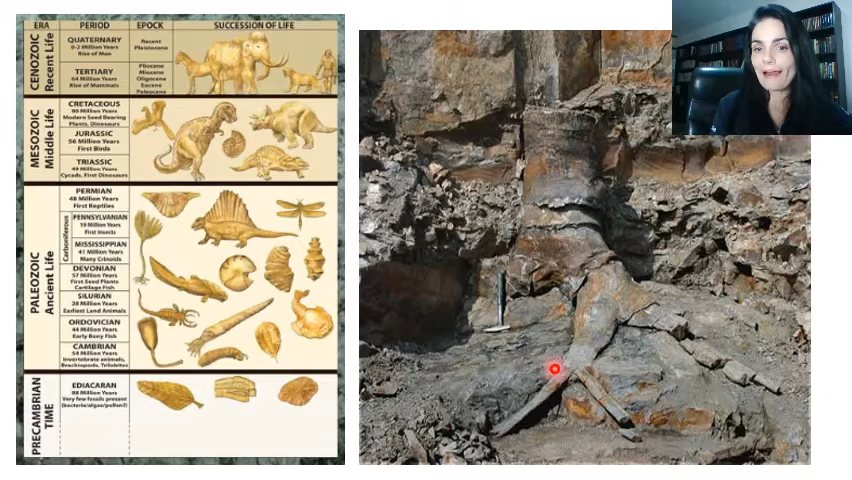 ERA PERIOD EPOCH SUCCESSION OF LIFE
CENOZOIC
Recent Life
QUATERNARY
0-2 Million Years
Rise of Man
Recent
Pleistocene
TERTIARY
64 Million Years
Rise of Mammals
Pliocene
Miocene
Oligocene
Eocene
Paleocene
MESOZOIC
Middle Life
CRETACEOUS
80 Million Years
Modern Seed Bearing
Plants, Dinosaurs
JURASSIC
56 Million Years
First Birds
TRIASSIC
49 Million Years
Cycads, First Dinosaurs
PALEOZOIC
Ancient Life
PERMIAN
48 Million Years
First Reptiles
Carboniferous
PENNSYLVANIAN
19 Million Years
First Insects
MISSISSIPPIAN
41 Million Years
Many Crinoids
DEVONIAN
57 Million Years
First Seed Plants
Cartilage Fish
SILURIAN
28 Million Years
Earliest Land Animals
ORDOVICIAN
44 Million Years
Early Bony Fish
CAMBRIAN
54 Million Years
Invertebrate animals,
Brachiopods, Trilobites
PRECAMBRIAN
TIME
EDIACARAN
88 Million Years
Very few fossils present
(bacteria/algae/pollen?)